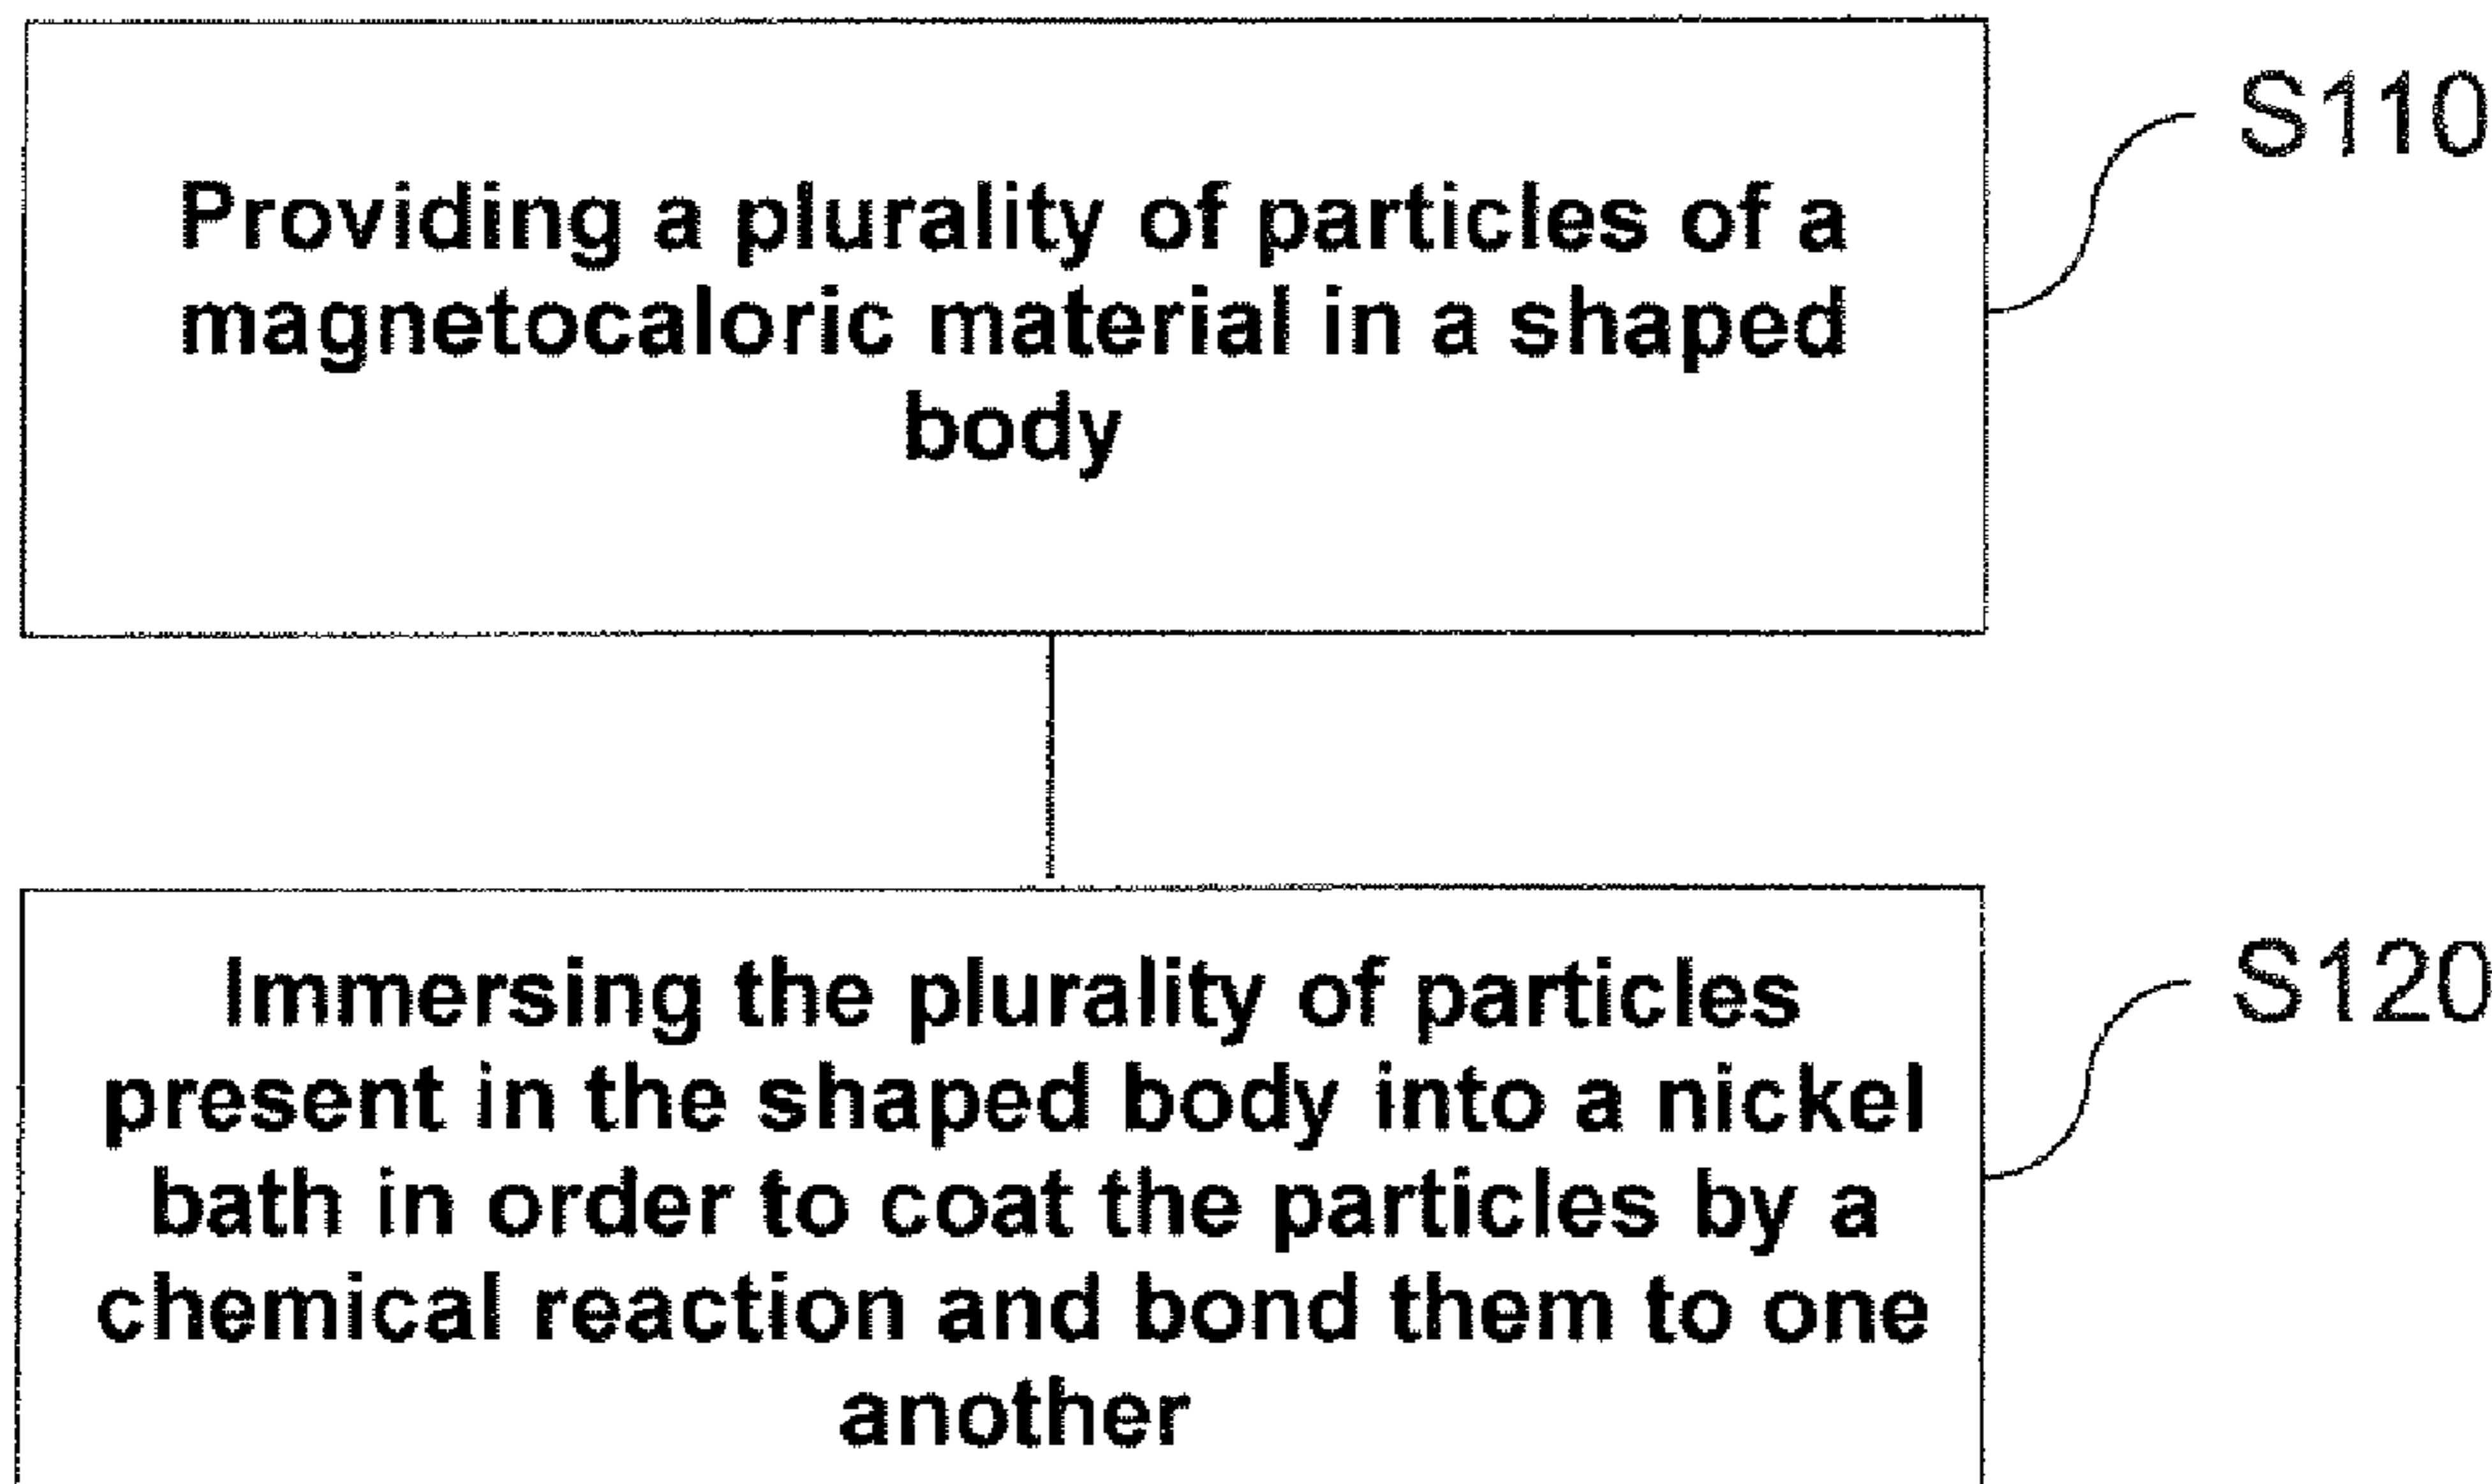 S110
Providing a plurality of particles of a
magnetocaloric material in a shaped
body
S120
Immersing the plurality of particles
present in the shaped body into a nickel
bath in order to coat the particles by a
chemical reaction and bond them to one
another